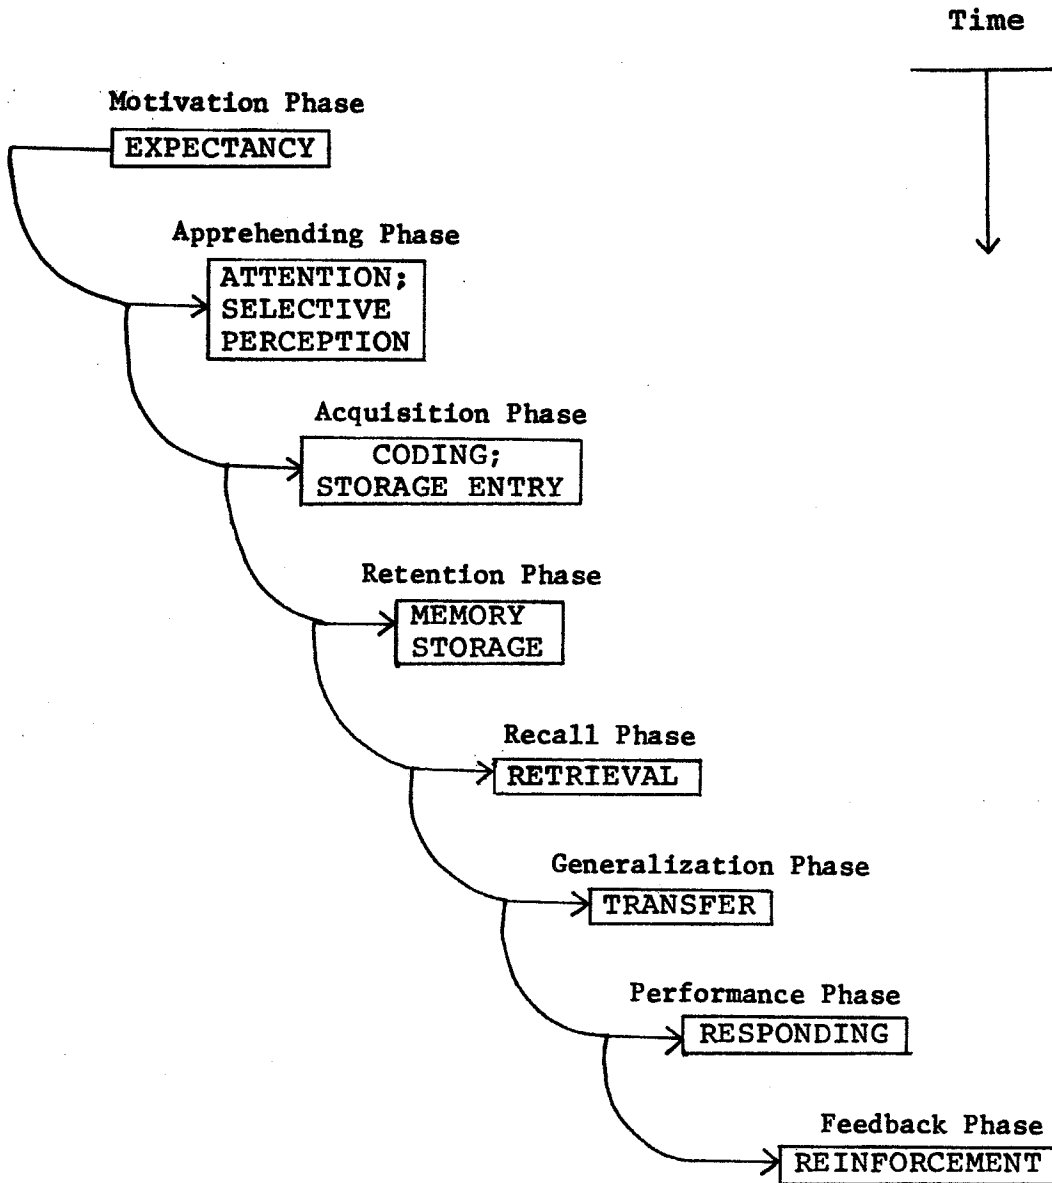 Time
Motivation Phase
EXPECTANCY
Apprehending Phase
ATTENTION;
SELECTIVE
PERCEPTION
Acquisition Phase
CODING;
STORAGE ENTRY
Retention Phase
MEMORY
STORAGE
Recall Phase
RETRIEVAL
Generalization Phase
TRANSFER
Performance Phase
RESPONDING
Feedback Phase
REINFORCEMENT